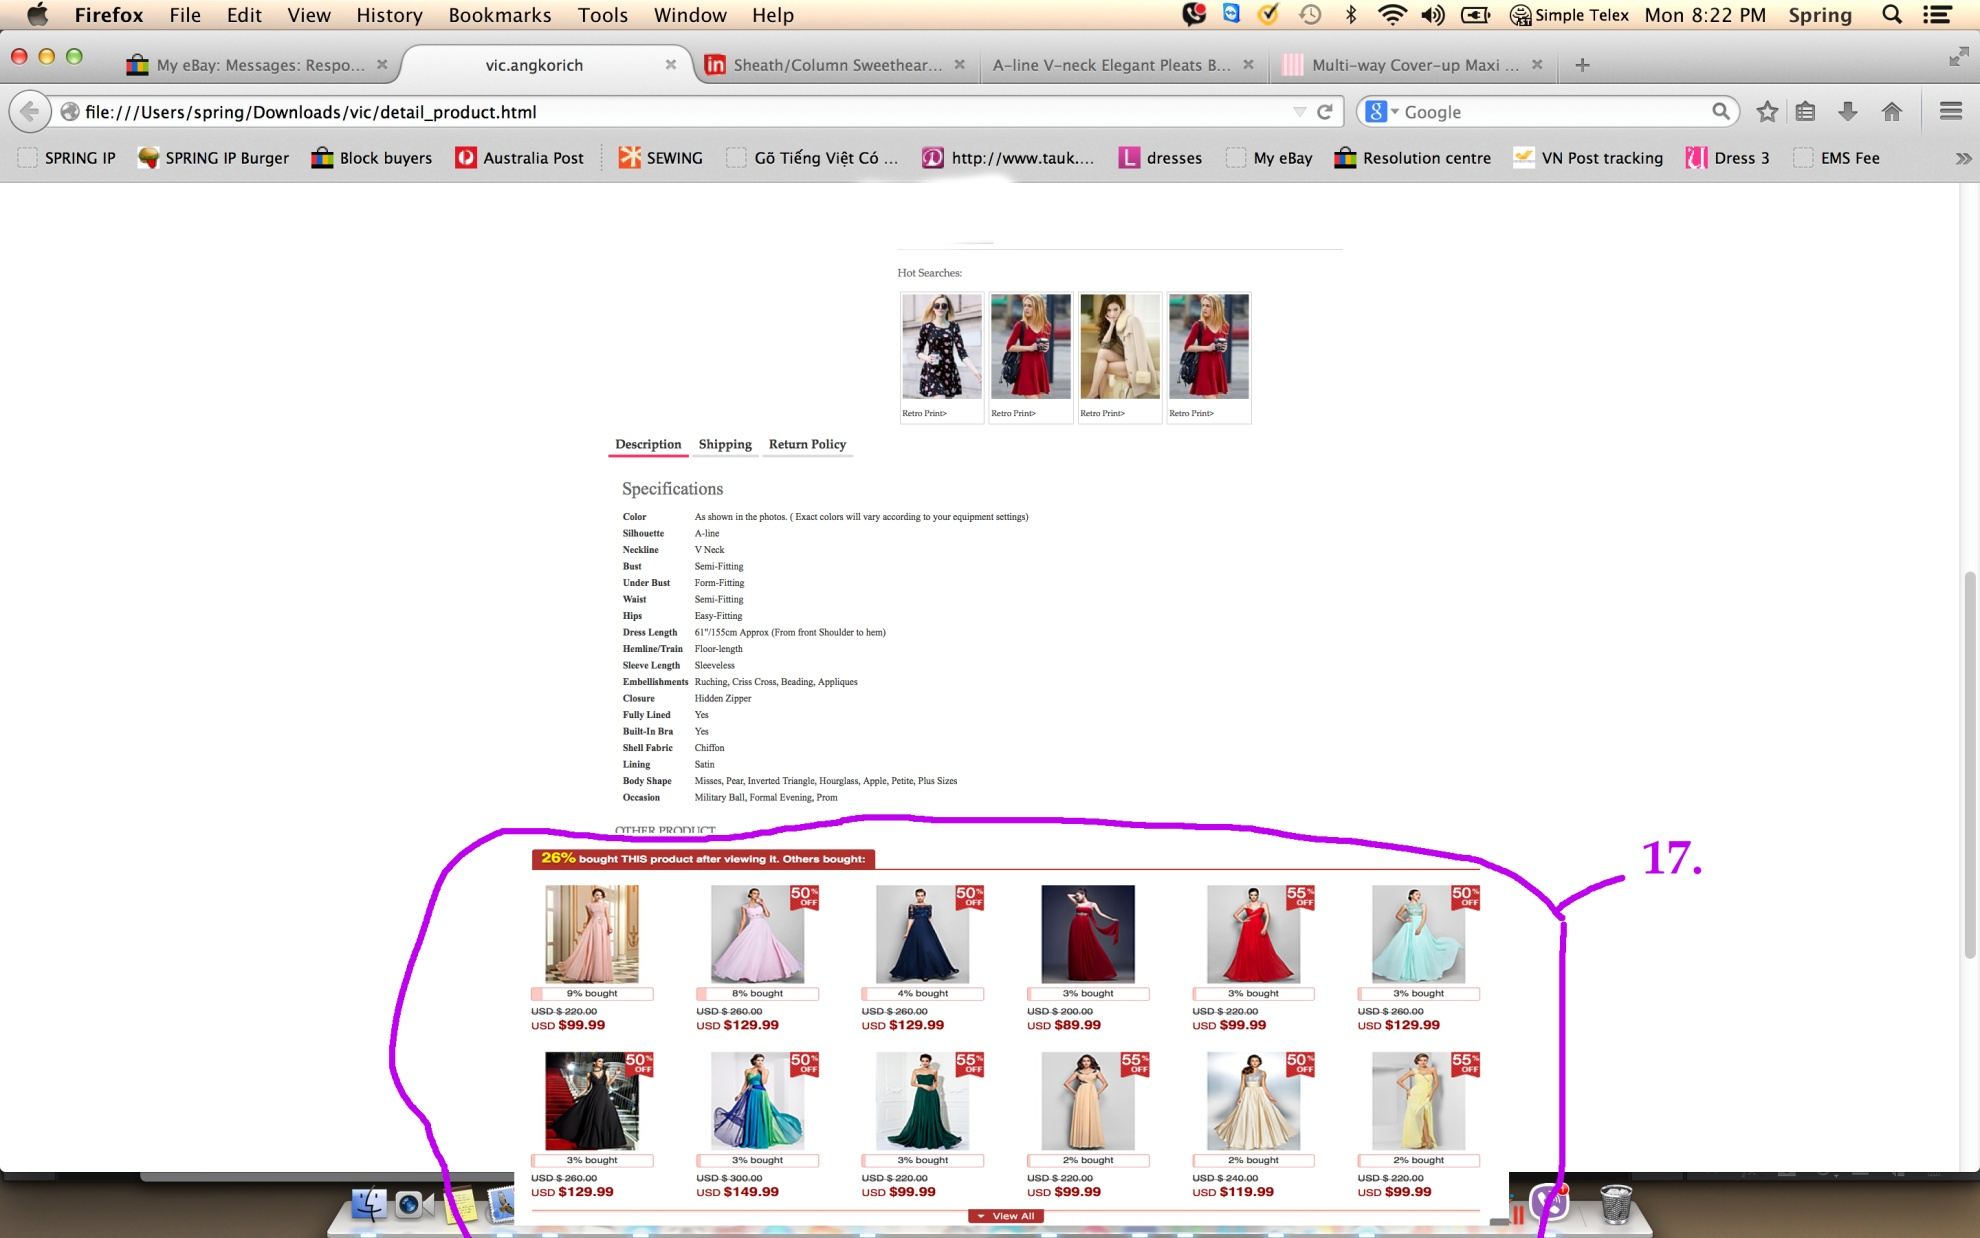 Firefox File Edit View History Bookmarks Tools Window Help Simple Telex Mon 8:22 PM Spring
My eBay: Messages: Respo... vic.angkorich Sheath/Column Sweethear... A-line V-neck Elegant Pleats B... Multi-way Cover-up Maxi ...
file:///Users/spring/Downloads/vic/detail_product.html Google
SPRING IP SPRING IP Burger Block buyers Australia Post SEWING Gõ Tiếng Việt Có ... http://www.tauk.... dresses My eBay Resolution centre VN Post tracking Dress 3 EMS Fee
Hot Searches:
Retro Print> Retro Print> Retro Print> Retro Print>
Description Shipping Return Policy
Specifications
Color As shown in the photos. ( Exact colors will vary according to your equipment settings)
Silhouette A-line
Neckline V Neck
Bust Semi-Fitting
Under Bust Form-Fitting
Waist Semi-Fitting
Hips Easy-Fitting
Dress Length 61"/155cm Approx (From front Shoulder to hem)
Hemline/Train Floor-length
Sleeve Length Sleeveless
Embellishments Ruching, Criss Cross, Beading, Appliques
Closure Hidden Zipper
Fully Lined Yes
Built-In Bra Yes
Shell Fabric Chiffon
Lining Satin
Body Shape Misses, Pear, Inverted Triangle, Hourglass, Apple, Petite, Plus Sizes
Occasion Military Ball, Formal Evening, Prom
OTHER PRODUCT
17.
26% bought THIS product after viewing it. Others bought:
50% OFF 50% OFF 55% OFF 50% OFF
9% bought 8% bought 4% bought 3% bought 3% bought 3% bought
USD $ 220.00 USD $ 260.00 USD $ 260.00 USD $ 200.00 USD $ 220.00 USD $ 260.00
USD $99.99 USD $129.99 USD $129.99 USD $89.99 USD $99.99 USD $129.99
50% OFF 50% OFF 55% OFF 55% OFF 50% OFF 55% OFF
3% bought 3% bought 3% bought 2% bought 2% bought 2% bought
USD $ 260.00 USD $ 300.00 USD $ 220.00 USD $ 220.00 USD $ 240.00 USD $ 220.00
USD $129.99 USD $149.99 USD $99.99 USD $99.99 USD $119.99 USD $99.99
View All